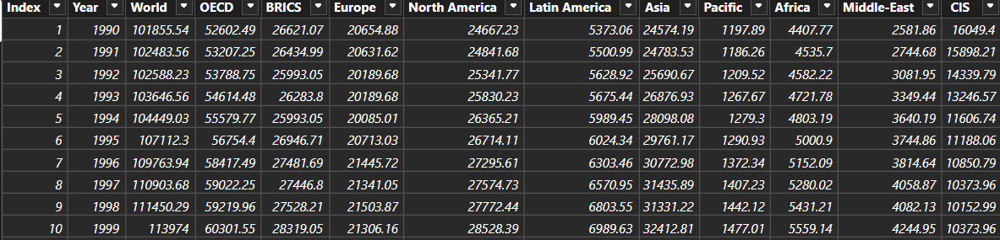 Index Year World OECD BRICS Europe North America Latin America Asia Pacific Africa Middle-East CIS
1 1990 101855.54 52602.49 26621.07 20654.88 24667.23 5373.06 24574.19 1197.89 4407.77 2581.86 16049.4
2 1991 102483.56 53207.25 26434.99 20631.62 24841.68 5500.99 24783.53 1186.26 4535.7 2744.68 15898.21
3 1992 102588.23 53788.75 25993.05 20189.68 25341.77 5628.92 25690.67 1209.52 4582.22 3081.95 14339.79
4 1993 103646.56 54614.48 26283.8 20189.68 25830.23 5675.44 26876.93 1267.67 4721.78 3349.44 13246.57
5 1994 104449.03 55579.77 25993.05 20085.01 26365.21 5989.45 28098.08 1279.3 4803.19 3640.19 11606.74
6 1995 107112.3 56754.4 26946.71 20713.03 26714.11 6024.34 29761.17 1290.93 5000.9 3744.86 11188.06
7 1996 109763.94 58417.49 27481.69 21445.72 27295.61 6303.46 30772.98 1372.34 5152.09 3814.64 10850.79
8 1997 110903.68 59022.25 27446.8 21341.05 27574.73 6570.95 31435.89 1407.23 5280.02 4058.87 10373.96
9 1998 111450.29 59219.96 27528.21 21503.87 27772.44 6803.55 31331.22 1442.12 5431.21 4082.13 10152.99
10 1999 113974 60301.55 28319.05 21306.16 28528.39 6989.63 32412.81 1477.01 5559.14 4244.95 10373.96